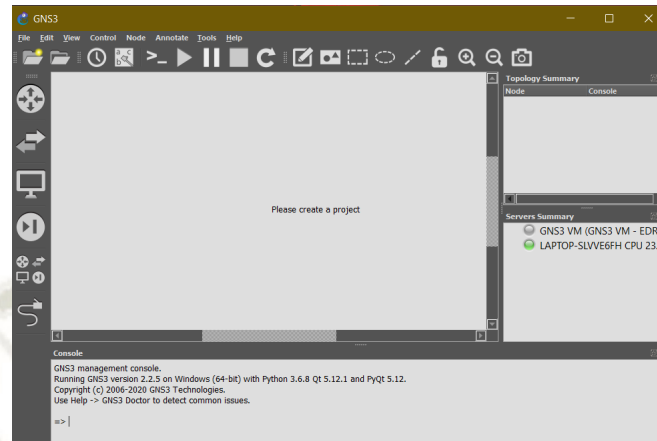 GNS3
File Edit View Control Node Annotate Tools Help
Topology Summary
Node Console
Please create a project
Servers Summary
GNS3 VM (GNS3 VM - EDR
LAPTOP-SLVVE6FH CPU 23.
Console
GNS3 management console.
Running GNS3 version 2.2.5 on Windows (64-bit) with Python 3.6.8 Qt 5.12.1 and PyQt 5.12.
Copyright (c) 2006-2020 GNS3 Technologies.
Use Help -> GNS3 Doctor to detect common issues.
=>